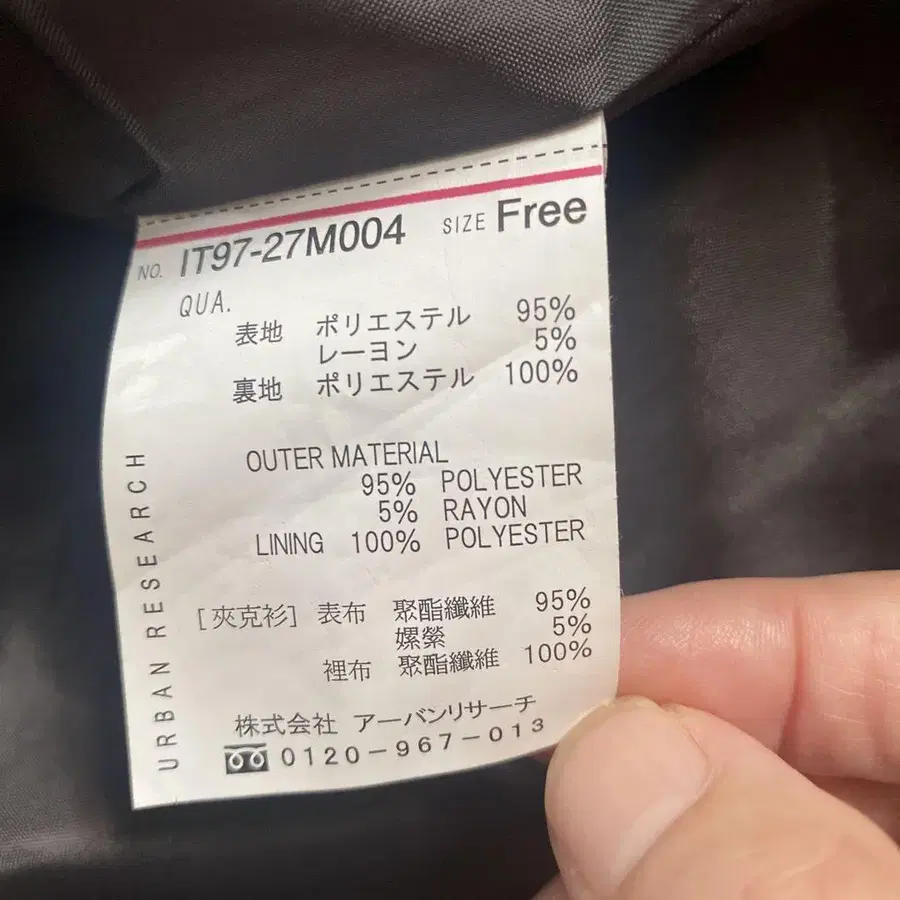 NO. IT97-27M004 SIZE Free
QUA.
表地 ポリエステル 95%
レーヨン 5%
裏地 ポリエステル 100%
OUTER MATERIAL
95% POLYESTER
5% RAYON
LINING 100% POLYESTER
[夾克衫] 表布 聚酯纖維 95%
嫘縈 5%
裡布 聚酯纖維 100%
株式会社 アーバンリサーチ
0120-967-013
URBAN RESEARCH